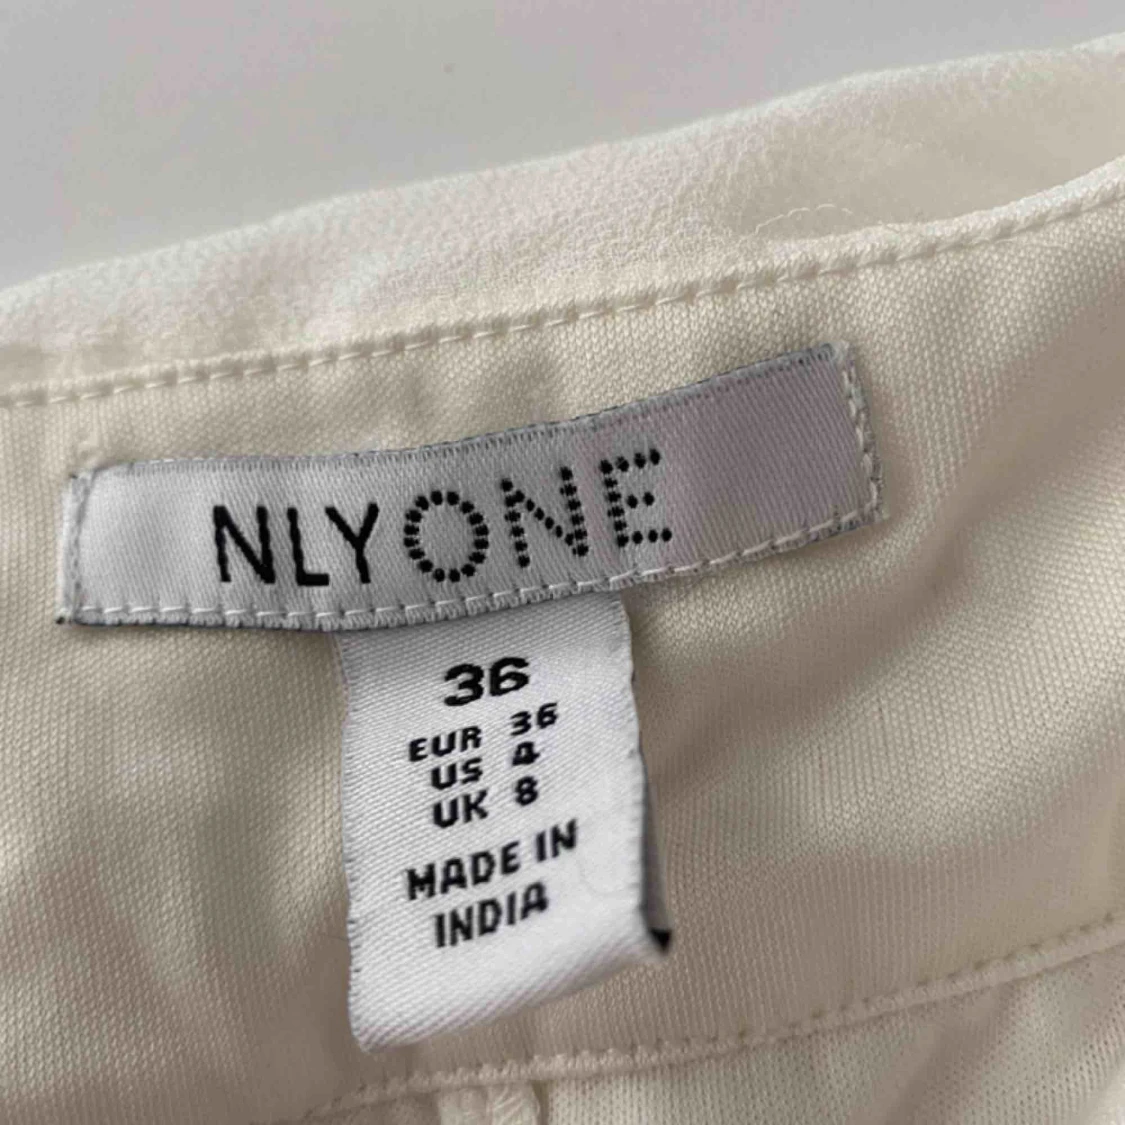 NLYONE
36
EUR 36
US 4
UK 8
MADE IN
INDIA